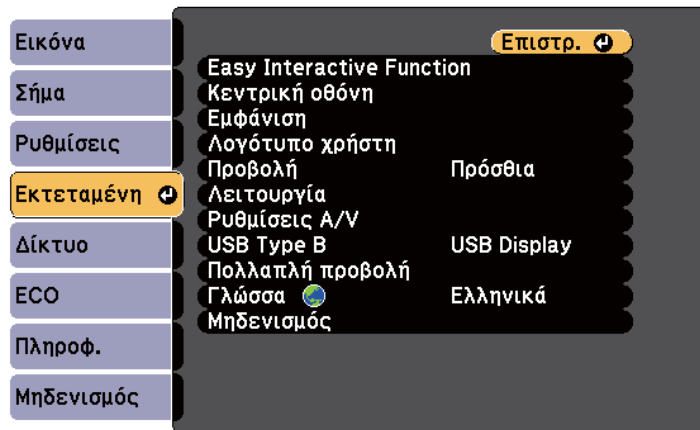 Εικόνα
Σήμα
Ρυθμίσεις
Εκτεταμένη
Δίκτυο
ECO
Πληροφ.
Μηδενισμός
Επιστρ.
Easy Interactive Function
Κεντρική οθόνη
Εμφάνιση
Λογότυπο χρήστη
Προβολή Πρόσθια
Λειτουργία
Ρυθμίσεις A/V
USB Type B USB Display
Πολλαπλή προβολή
Γλώσσα Ελληνικά
Μηδενισμός